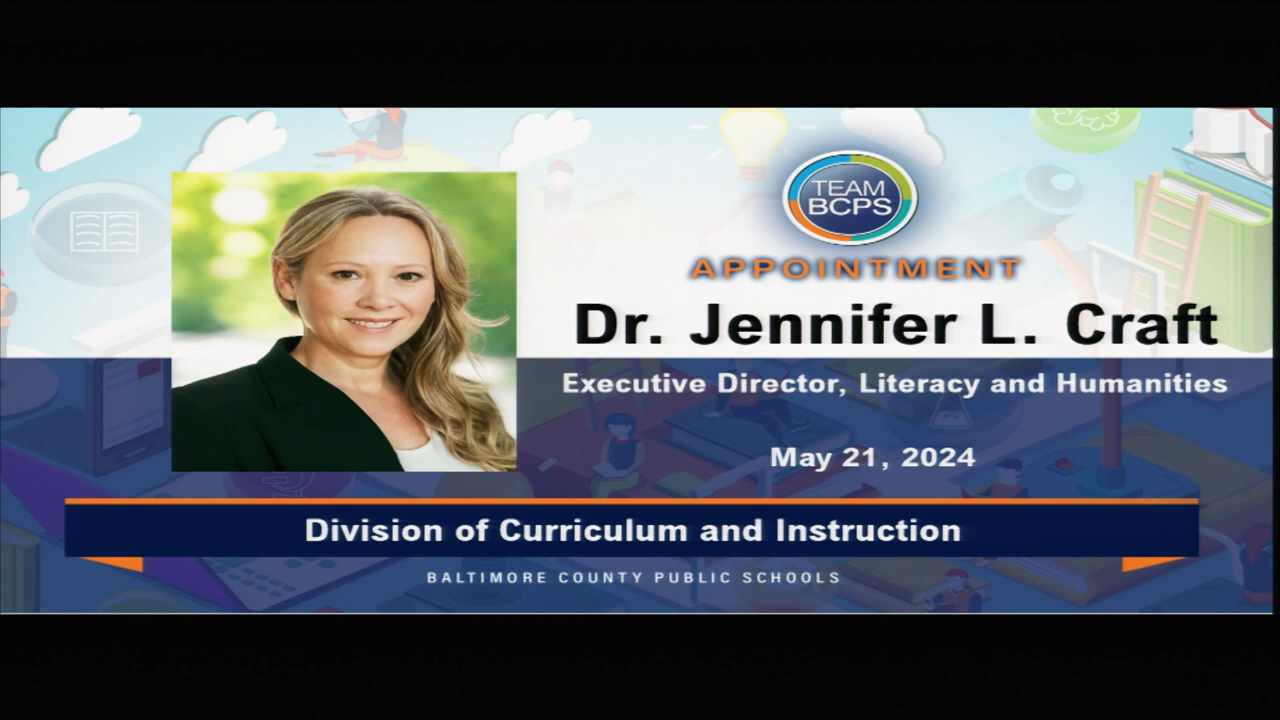 TEAM
BCPS
APPOINTMENT
Dr. Jennifer L. Craft
Executive Director, Literacy and Humanities
May 21, 2024
Division of Curriculum and Instruction
BALTIMORE COUNTY PUBLIC SCHOOLS